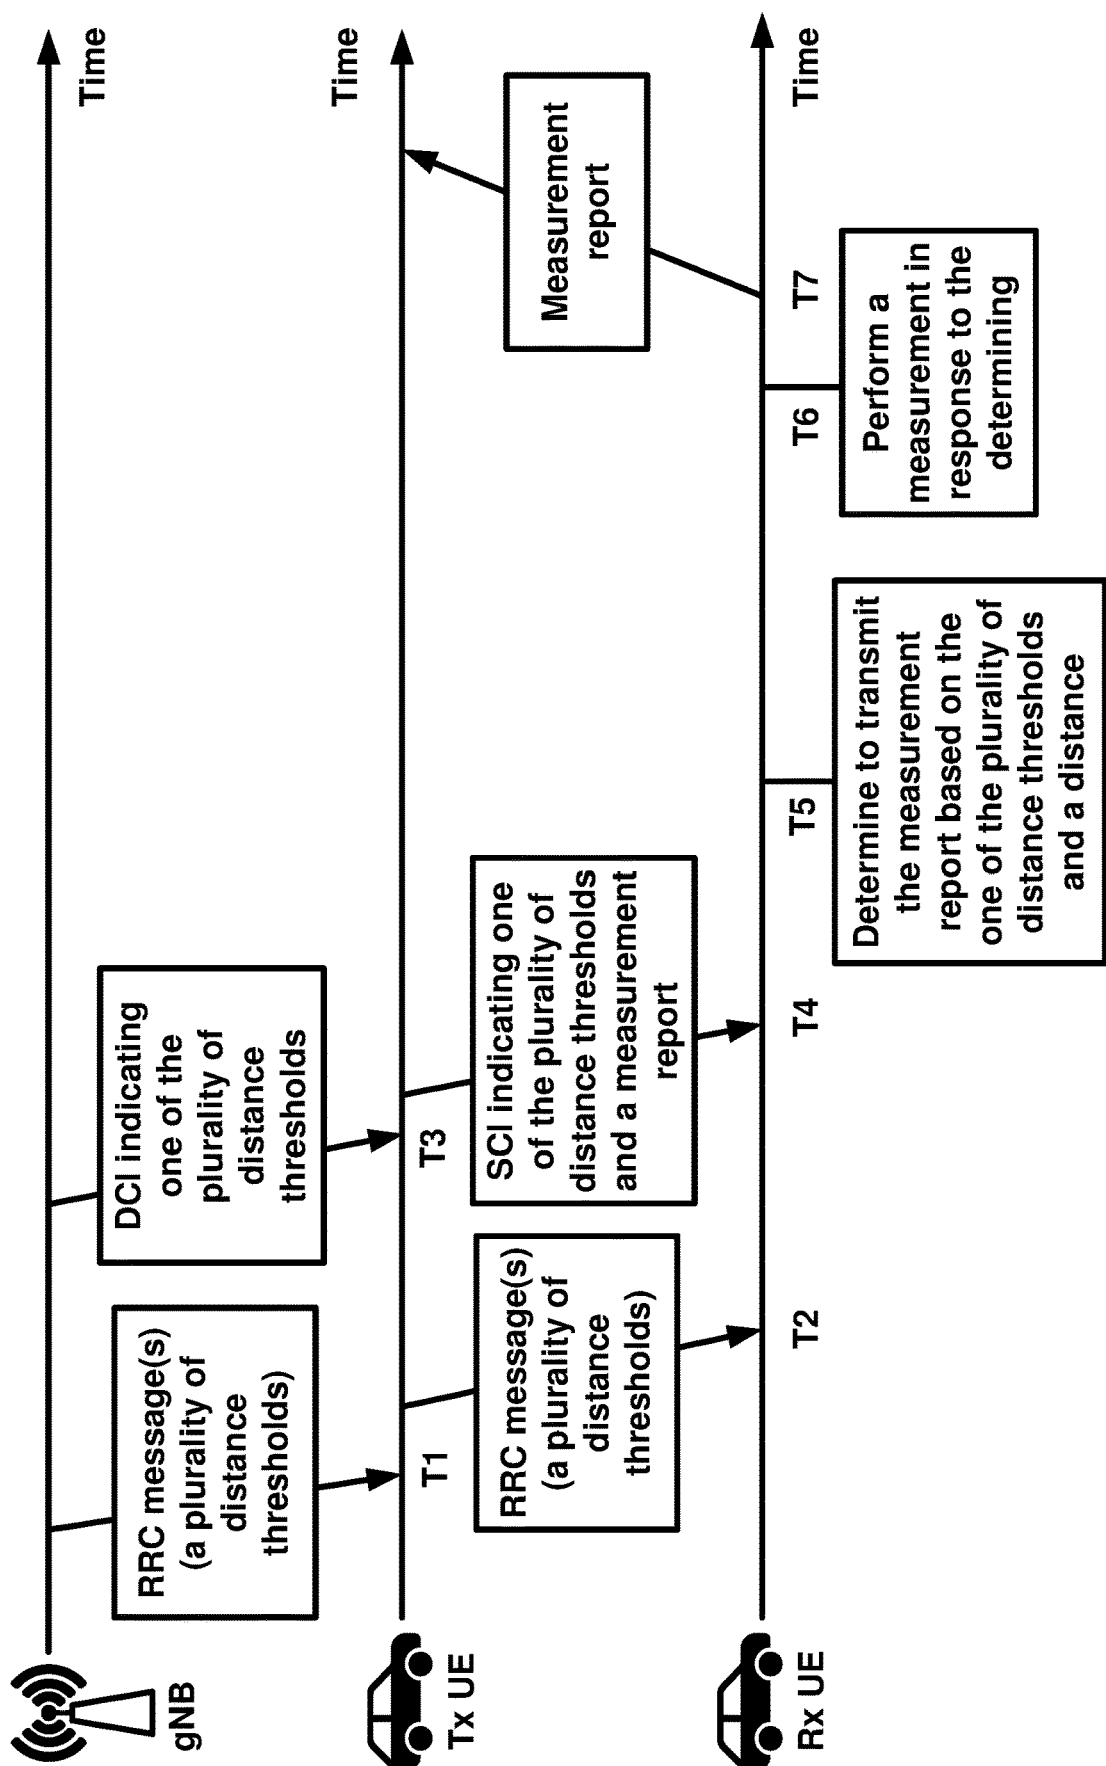 gNB
RRC message(s)
(a plurality of
distance
thresholds)
DCI indicating
one of the
plurality of
distance
thresholds
Time
Tx UE
T1
RRC message(s)
(a plurality of
distance
thresholds)
T3
SCI indicating one
of the plurality of
distance thresholds
and a measurement
report
Measurement
report
Time
Rx UE
T2
T4
T5
Determine to transmit
the measurement
report based on the
one of the plurality of
distance thresholds
and a distance
T6
Perform a
measurement in
response to the
determining
T7
Time